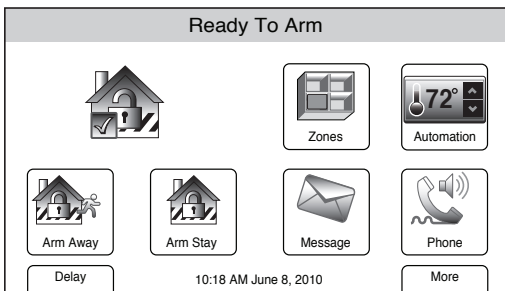 Ready To Arm
72°
Zones
Automation
Arm Away
Arm Stay
Message
Phone
Delay
10:18 AM June 8, 2010
More